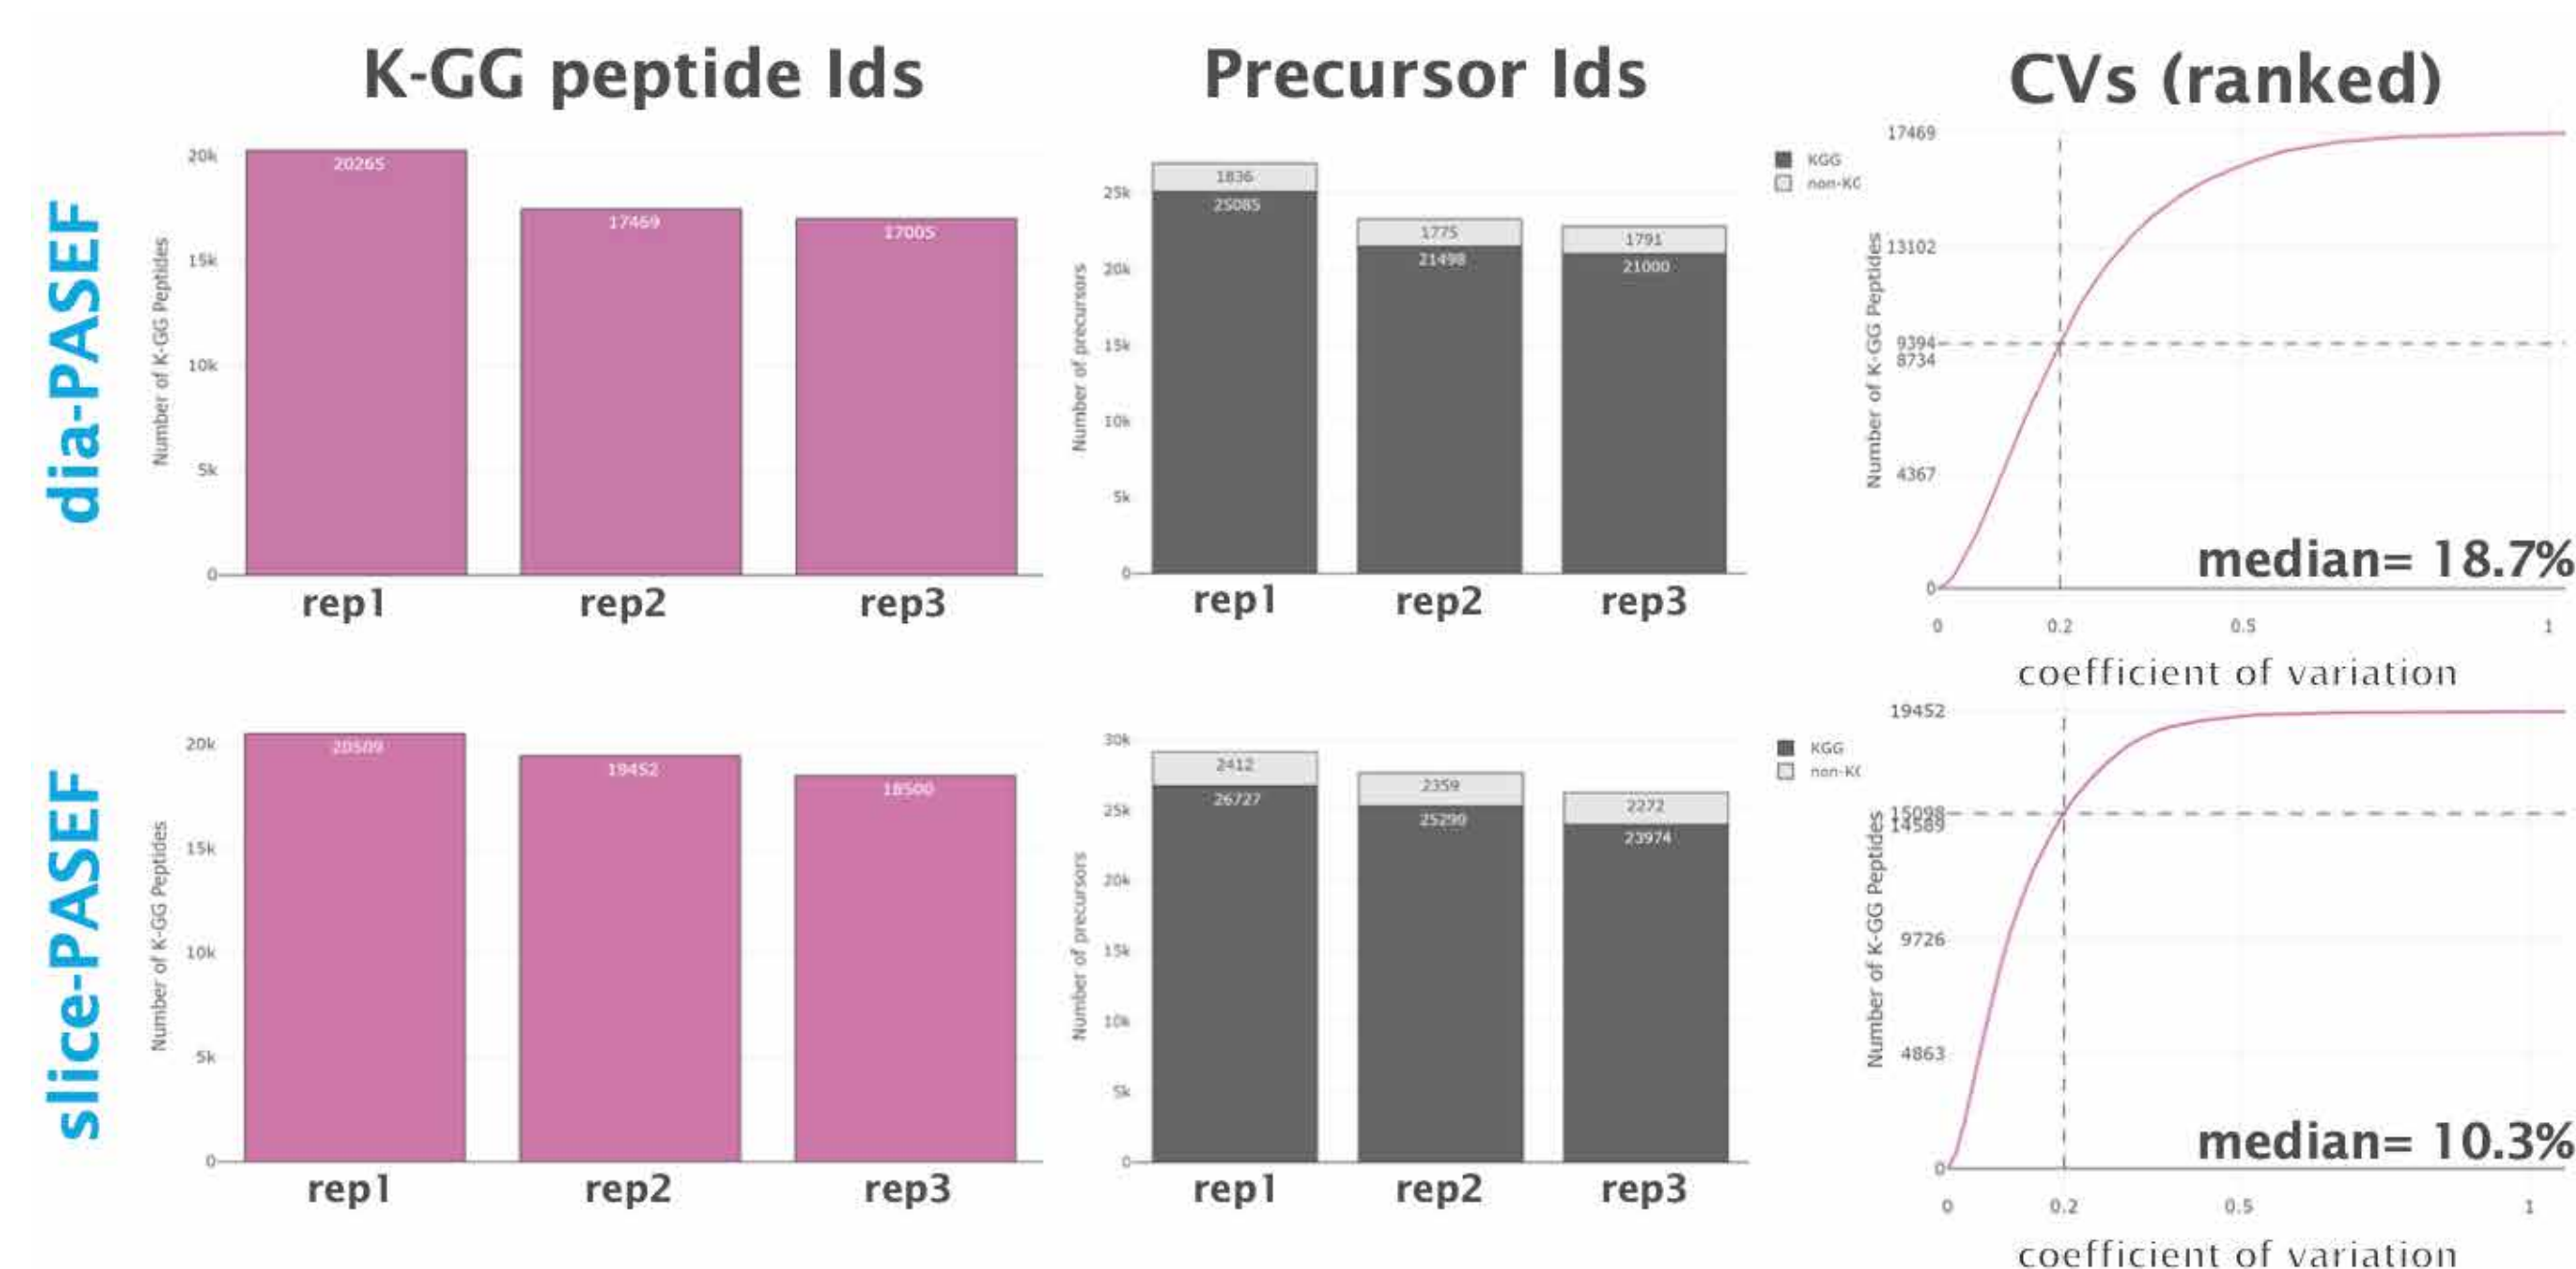 K-GG peptide Ids
Precursor Ids
CVs (ranked)
dia-PASEF
Number of K-GG Peptides
20k
15k
10k
5k
0
20265
17469
17005
rep1
rep2
rep3
Number of precursors
25k
20k
15k
10k
5k
0
1836
25085
1775
21498
1791
21000
rep1
rep2
rep3
KGG
non-KG
Number of K-GG Peptides
17469
13102
9394
8734
4367
0
median= 18.7%
0
0.2
0.5
1
coefficient of variation
slice-PASEF
Number of K-GG Peptides
20k
15k
10k
5k
0
20509
19452
18500
rep1
rep2
rep3
Number of precursors
30k
25k
20k
15k
10k
5k
0
2412
26727
2359
25290
2272
23974
rep1
rep2
rep3
KGG
non-KG
Number of K-GG Peptides
19452
15098
14589
9726
4863
0
median= 10.3%
0
0.2
0.5
1
coefficient of variation